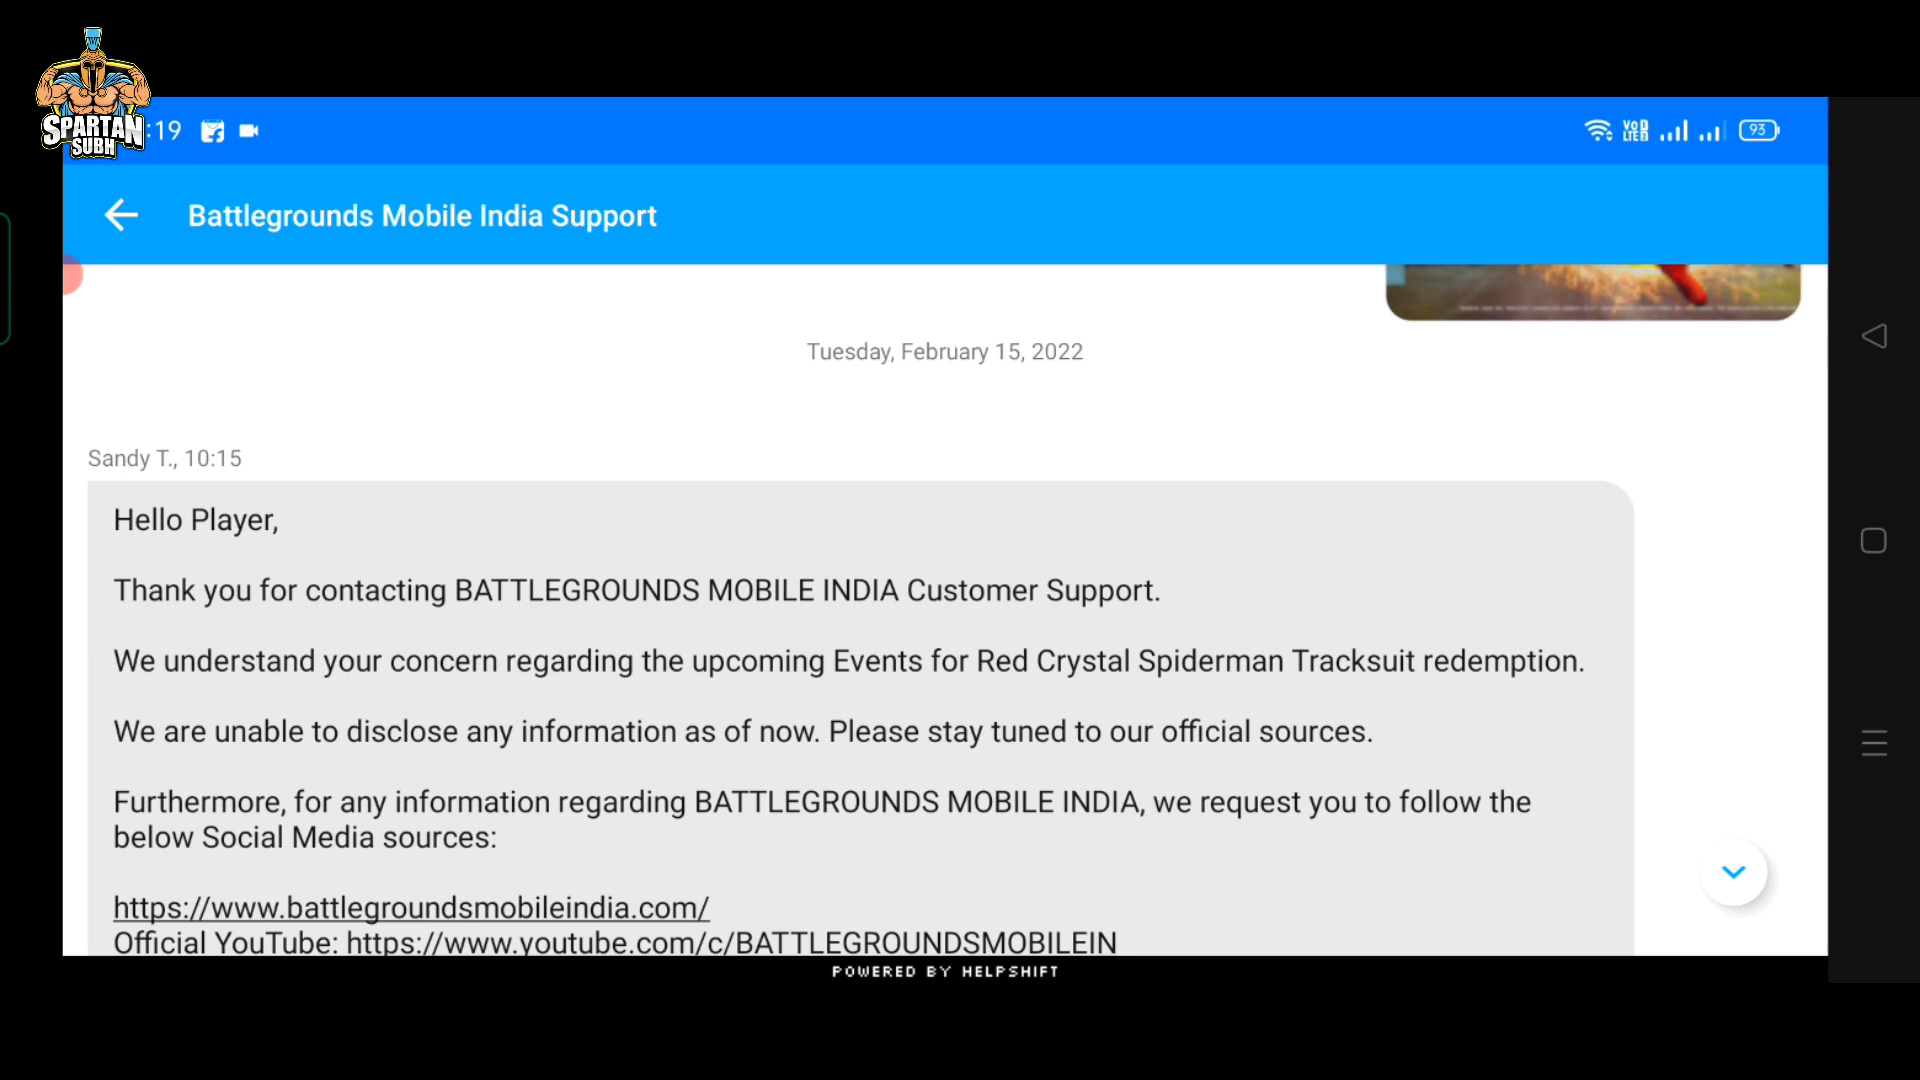 SPARTAN
SUBH
:19
VoD
LTE
93
Battlegrounds Mobile India Support
Tuesday, February 15, 2022
Sandy T., 10:15
Hello Player,
Thank you for contacting BATTLEGROUNDS MOBILE INDIA Customer Support.
We understand your concern regarding the upcoming Events for Red Crystal Spiderman Tracksuit redemption.
We are unable to disclose any information as of now. Please stay tuned to our official sources.
Furthermore, for any information regarding BATTLEGROUNDS MOBILE INDIA, we request you to follow the
below Social Media sources:
https://www.battlegroundsmobileindia.com/
Official YouTube: https://www.youtube.com/c/BATTLEGROUNDSMOBILEIN
POWERED BY HELPSHIFT